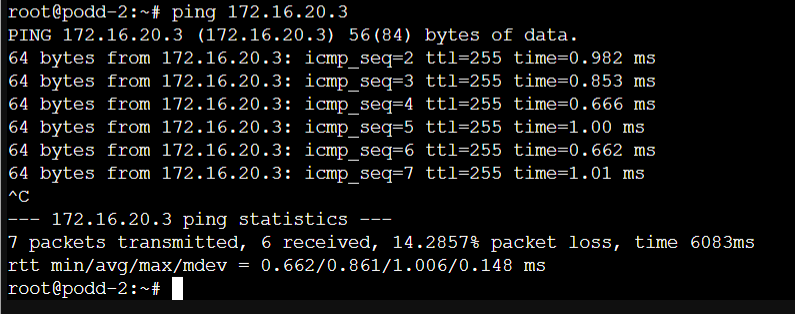 root@podd-2:~# ping 172.16.20.3
PING 172.16.20.3 (172.16.20.3) 56(84) bytes of data.
64 bytes from 172.16.20.3: icmp_seq=2 ttl=255 time=0.982 ms
64 bytes from 172.16.20.3: icmp_seq=3 ttl=255 time=0.853 ms
64 bytes from 172.16.20.3: icmp_seq=4 ttl=255 time=0.666 ms
64 bytes from 172.16.20.3: icmp_seq=5 ttl=255 time=1.00 ms
64 bytes from 172.16.20.3: icmp_seq=6 ttl=255 time=0.662 ms
64 bytes from 172.16.20.3: icmp_seq=7 ttl=255 time=1.01 ms
^C
--- 172.16.20.3 ping statistics ---
7 packets transmitted, 6 received, 14.2857% packet loss, time 6083ms
rtt min/avg/max/mdev = 0.662/0.861/1.006/0.148 ms
root@podd-2:~#